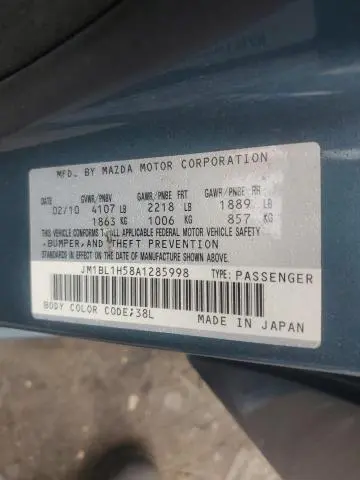 MFD. BY MAZDA MOTOR CORPORATION
DATE GVWR/PNBV GAWR/PNBE FRT GAWR/PNBE RR
02/10 4107 LB 2218 LB 1889 LB
1863 KG 1006 KG 857 KG
THIS VEHICLE CONFORMS TO ALL APPLICABLE FEDERAL MOTOR VEHICLE SAFETY
BUMPER, AND THEFT PREVENTION
STANDARDS IN EFFECT ON THE DATE OF MANUFACTURE SHOWN ABOVE.
JM1BL1H58A1285998 TYPE:PASSENGER
BODY COLOR CODE:38L MADE IN JAPAN